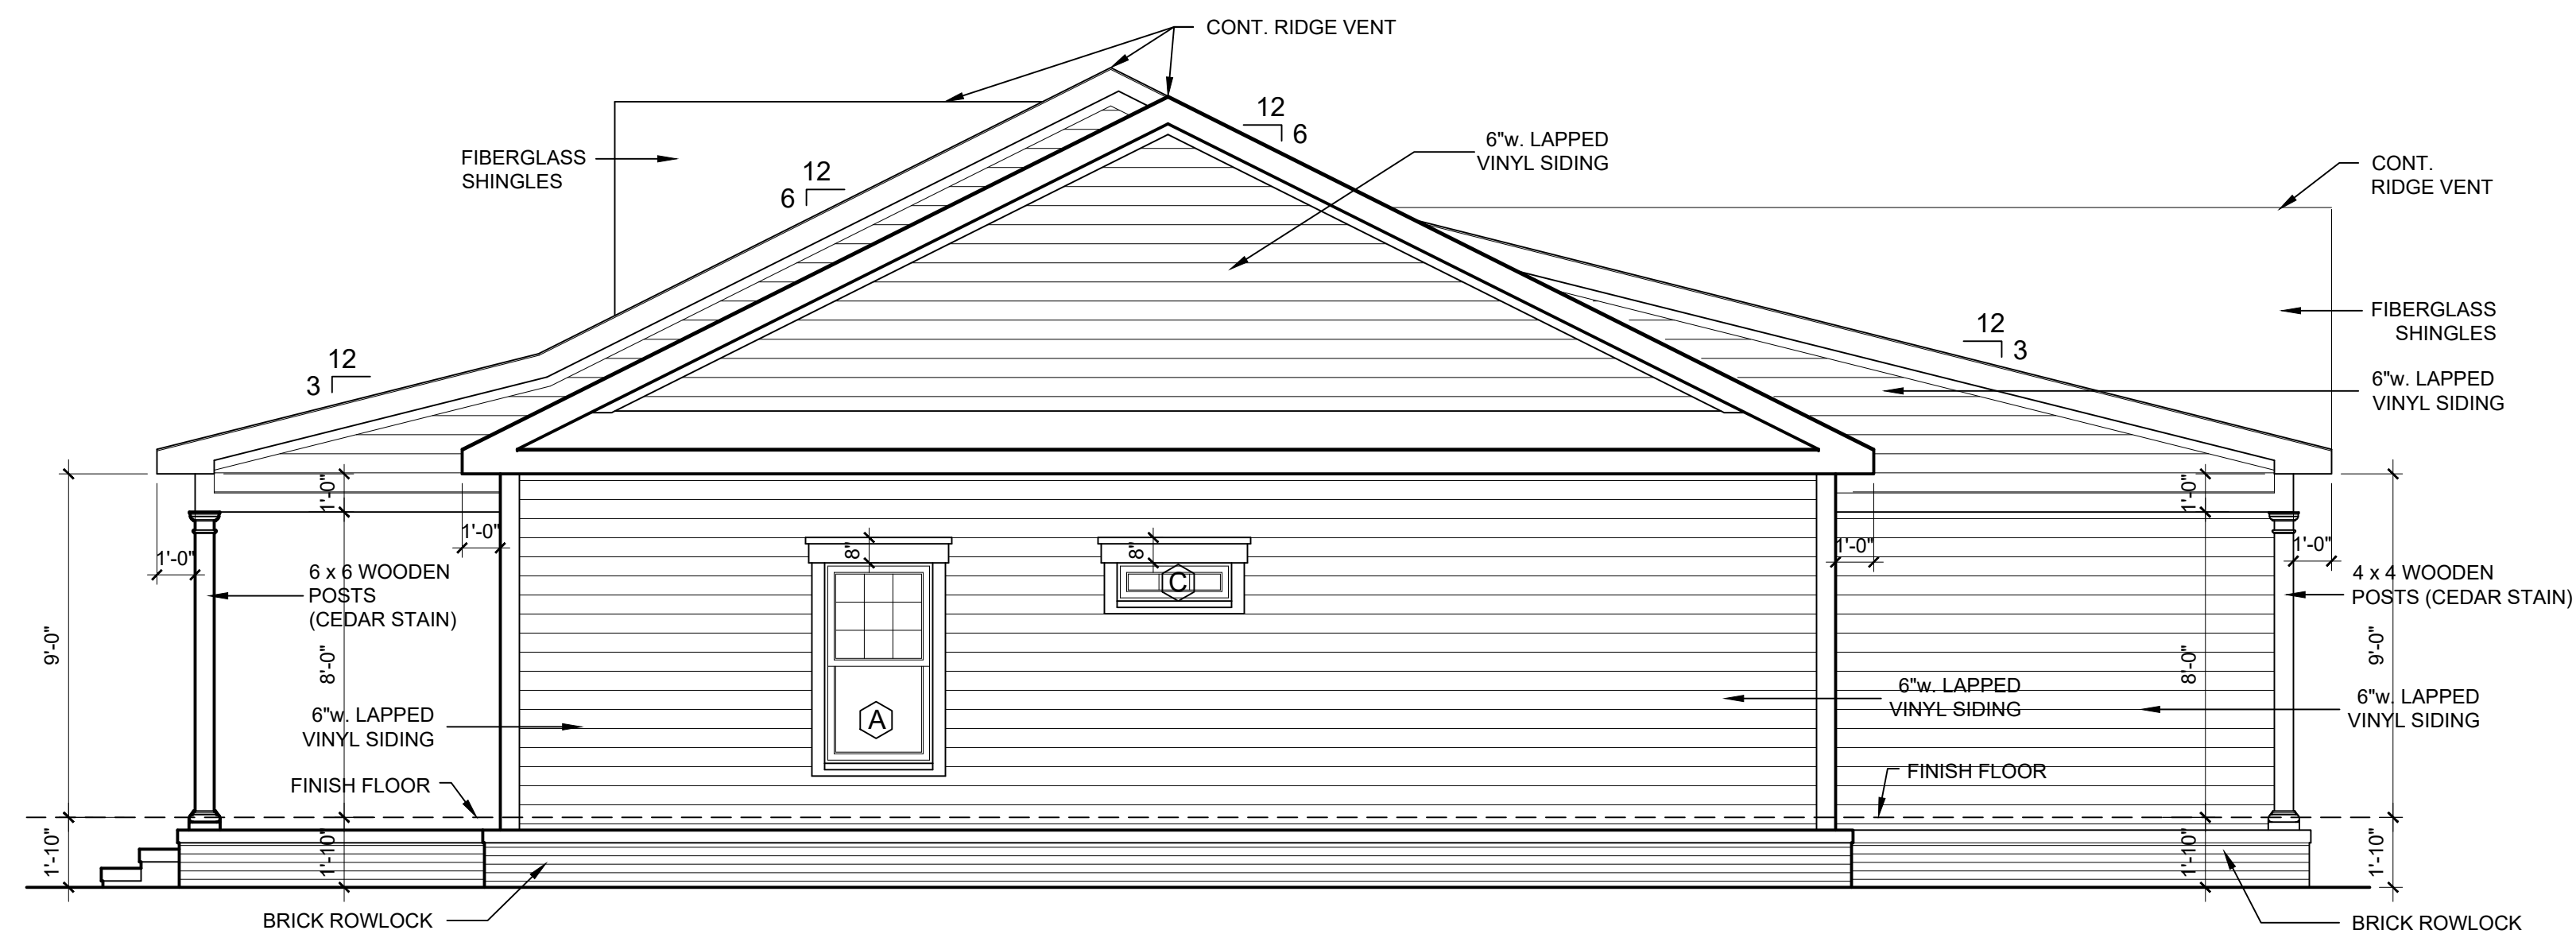 CONT. RIDGE VENT
12
6
6"w. LAPPED
VINYL SIDING
FIBERGLASS
SHINGLES
12
6
CONT.
RIDGE VENT
FIBERGLASS
SHINGLES
12
3
12
3
6"w. LAPPED
VINYL SIDING
1'-0"
1'-0"
1'-0"
1'-0"
8"
8"
1'-0"
1'-0"
C
6 x 6 WOODEN
POSTS
(CEDAR STAIN)
4 x 4 WOODEN
POSTS (CEDAR STAIN)
9'-0"
8'-0"
8'-0"
9'-0"
6"w. LAPPED
VINYL SIDING
A
6"w. LAPPED
VINYL SIDING
6"w. LAPPED
VINYL SIDING
FINISH FLOOR
FINISH FLOOR
1'-10"
1'-10"
1'-10"
1'-10"
BRICK ROWLOCK
BRICK ROWLOCK